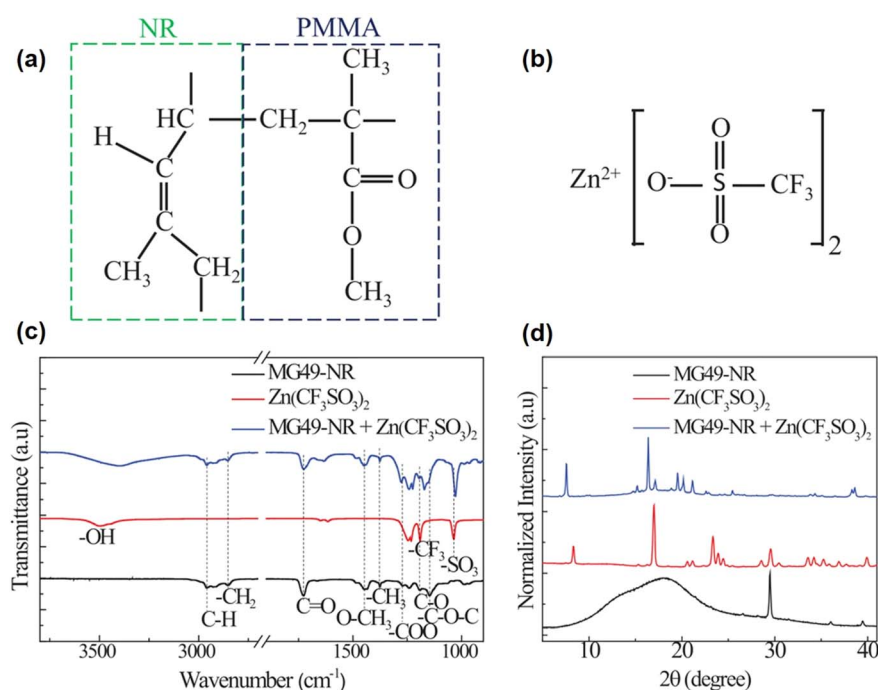 NR
PMMA
(a)
CH₃
HC
CH₂
C
H
C
C
O
C
O
CH₃
CH₂
CH₃
(b)
O
Zn²⁺
O⁻
S
CF₃
O
2
(c)
MG49-NR
Zn(CF₃SO₃)₂
MG49-NR + Zn(CF₃SO₃)₂
Transmittance (a.u)
-OH
-CF₃
-SO₃
-CH₂
C-H
C=O
-CH₃
O-CH₃
C-O
-C-O-C
-COO
3500
3000
1500
1000
Wavenumber (cm⁻¹)
(d)
MG49-NR
Zn(CF₃SO₃)₂
MG49-NR + Zn(CF₃SO₃)₂
Normalized Intensity (a.u)
10
20
30
40
2θ (degree)